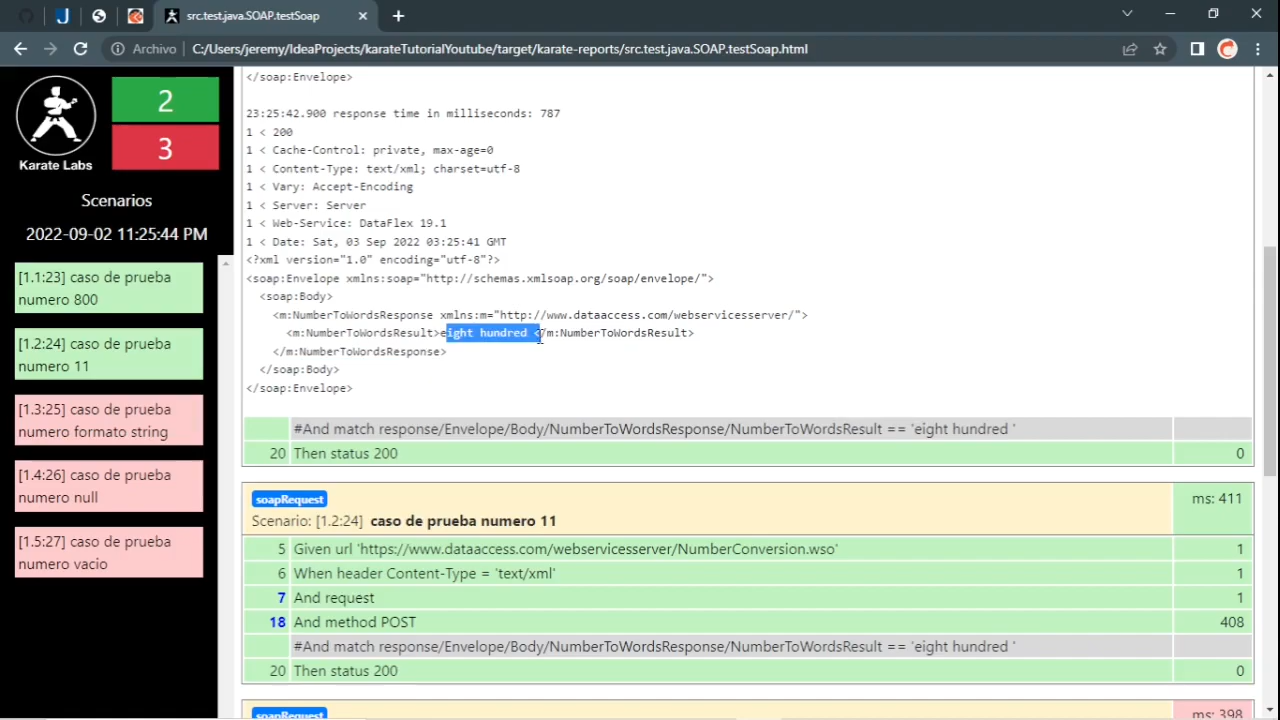 src.test.java.SOAP.testSoap
Archivo C:/Users/jeremy/IdeaProjects/karateTutorialYoutube/target/karate-reports/src.test.java.SOAP.testSoap.html
Karate Labs
2
3
Scenarios
2022-09-02 11:25:44 PM
[1.1:23] caso de prueba
numero 800
[1.2:24] caso de prueba
numero 11
[1.3:25] caso de prueba
numero formato string
[1.4:26] caso de prueba
numero null
[1.5:27] caso de prueba
numero vacio
</soap:Envelope>
23:25:42.900 response time in milliseconds: 787
1 < 200
1 < Cache-Control: private, max-age=0
1 < Content-Type: text/xml; charset=utf-8
1 < Vary: Accept-Encoding
1 < Server: Server
1 < Web-Service: DataFlex 19.1
1 < Date: Sat, 03 Sep 2022 03:25:41 GMT
<?xml version="1.0" encoding="utf-8"?>
<soap:Envelope xmlns:soap="http://schemas.xmlsoap.org/soap/envelope/">
<soap:Body>
<m:NumberToWordsResponse xmlns:m="http://www.dataaccess.com/webservicesserver/">
<m:NumberToWordsResult>eight hundred </m:NumberToWordsResult>
</m:NumberToWordsResponse>
</soap:Body>
</soap:Envelope>
#And match response/Envelope/Body/NumberToWordsResponse/NumberToWordsResult == 'eight hundred '
20 Then status 200 0
soapRequest ms: 411
Scenario: [1.2:24] caso de prueba numero 11
5 Given url 'https://www.dataaccess.com/webservicesserver/NumberConversion.wso' 1
6 When header Content-Type = 'text/xml' 1
7 And request 1
18 And method POST 408
#And match response/Envelope/Body/NumberToWordsResponse/NumberToWordsResult == 'eight hundred '
20 Then status 200 0
soapRequest ms: 398